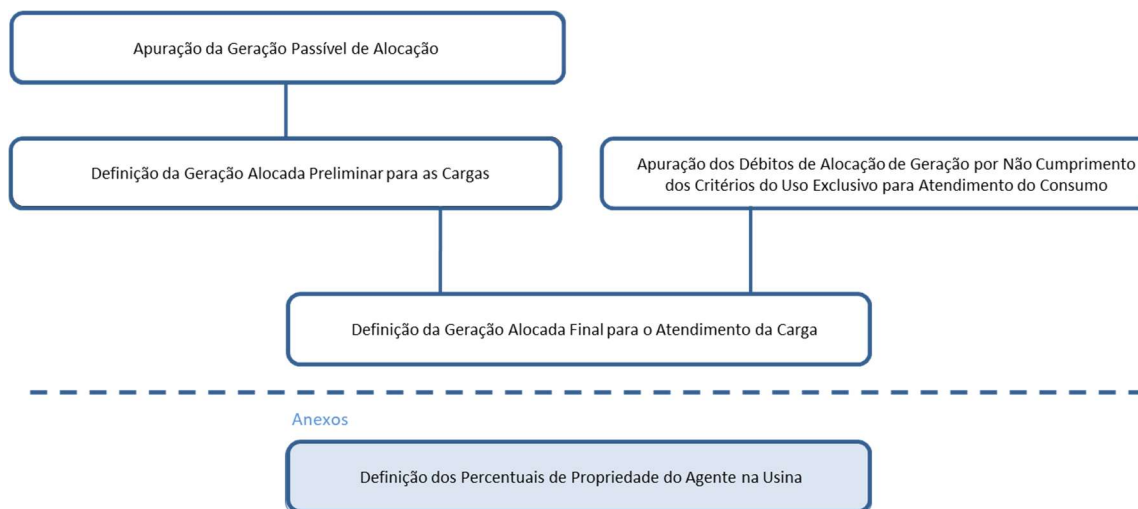 Apuração da Geração Passível de Alocação
Definição da Geração Alocada Preliminar para as Cargas
Apuração dos Débitos de Alocação de Geração por Não Cumprimento
dos Critérios do Uso Exclusivo para Atendimento do Consumo
Definição da Geração Alocada Final para o Atendimento da Carga
Anexos
Definição dos Percentuais de Propriedade do Agente na Usina